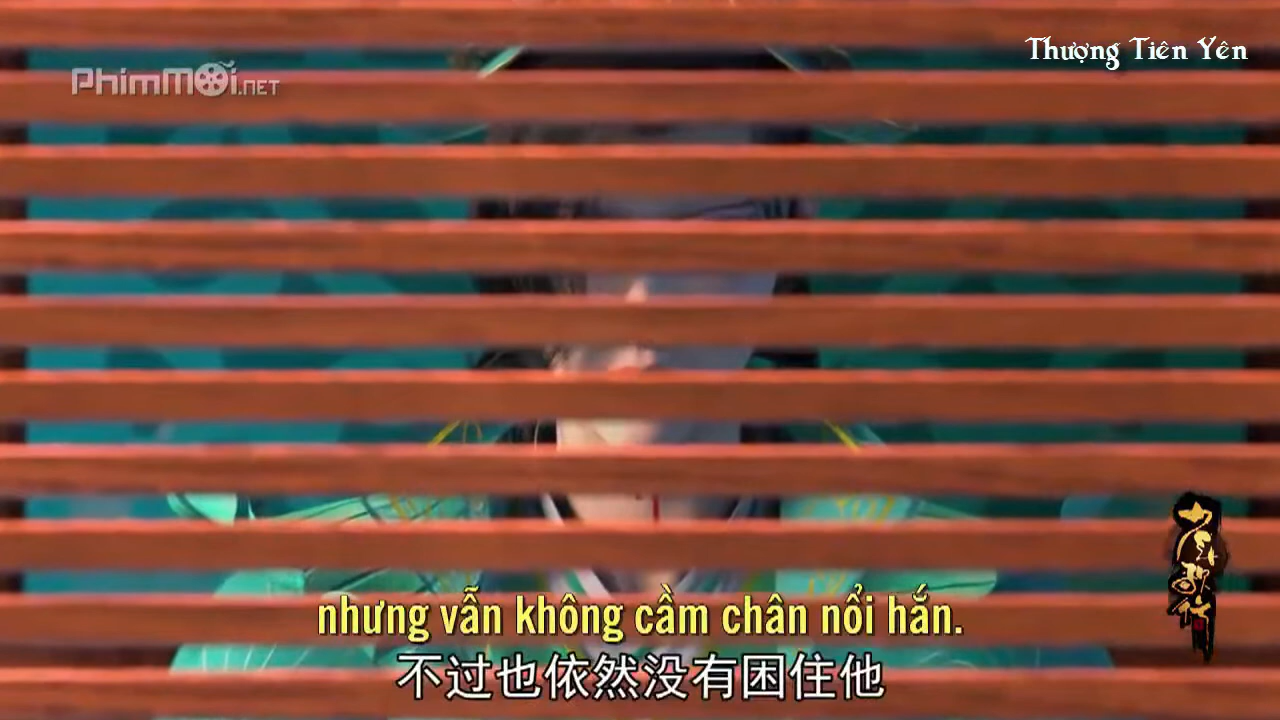 Thượng Tiên Yên
PhimMỗi.NET
nhưng vẫn không cầm chân nổi hắn.
不过也依然没有困住他